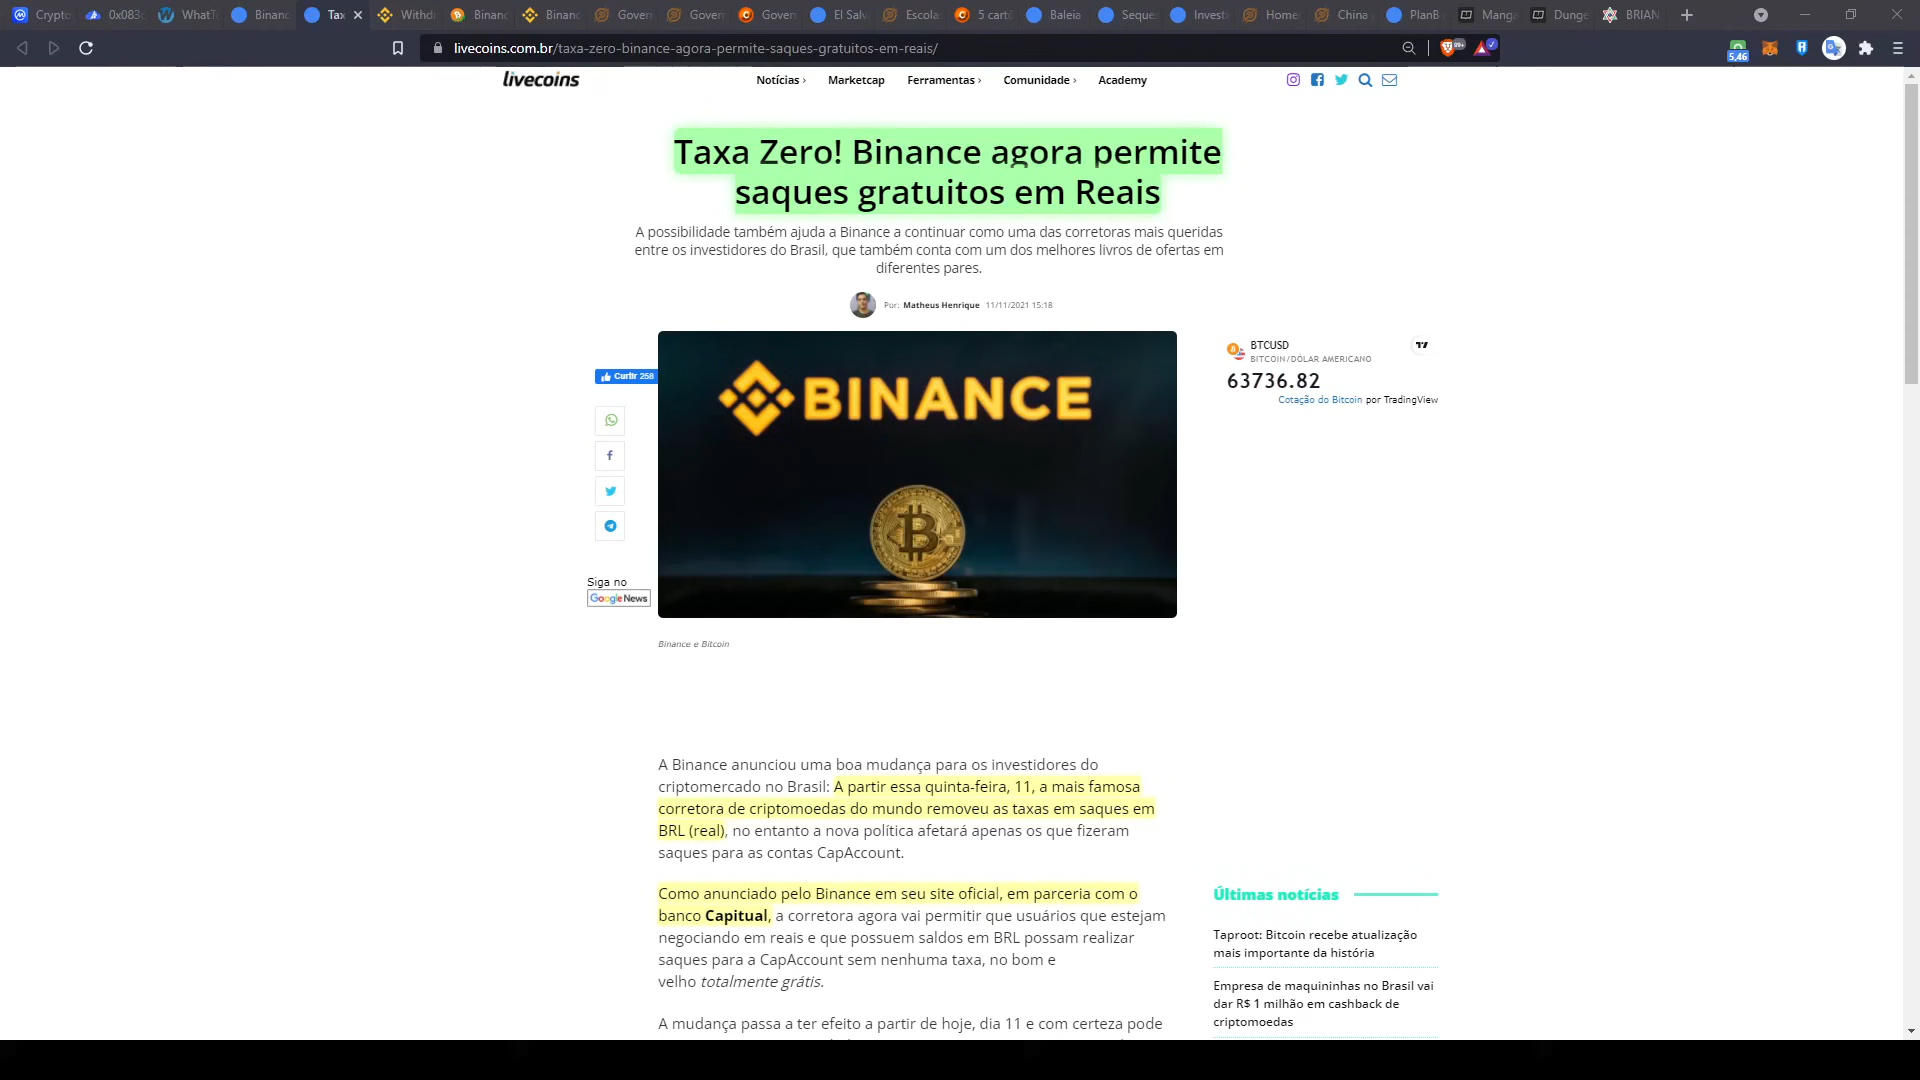 Crypto
0x083
WhatT
Binanc
Tax
Withd
Binanc
Binanc
Govern
Govern
Govern
El Salv
Escola
5 cart
Baleia
Seques
Investi
Home
China
PlanB
Manga
Dunge
BRIAN
livecoins.com.br/taxa-zero-binance-agora-permite-saques-gratuitos-em-reais/
99+
5,46
livecoins
Notícias ›
Marketcap
Ferramentas ›
Comunidade ›
Academy
Taxa Zero! Binance agora permite
saques gratuitos em Reais
A possibilidade também ajuda a Binance a continuar como uma das corretoras mais queridas
entre os investidores do Brasil, que também conta com um dos melhores livros de ofertas em
diferentes pares.
Por: Matheus Henrique 11/11/2021 15:18
Curtir 258
BINANCE
Siga no
Google News
Binance e Bitcoin
BTCUSD
BITCOIN/DÓLAR AMERICANO
63736.82
Cotação do Bitcoin por TradingView
A Binance anunciou uma boa mudança para os investidores do
criptomercado no Brasil: A partir essa quinta-feira, 11, a mais famosa
corretora de criptomoedas do mundo removeu as taxas em saques em
BRL (real), no entanto a nova política afetará apenas os que fizeram
saques para as contas CapAccount.
Como anunciado pelo Binance em seu site oficial, em parceria com o
banco Capitual, a corretora agora vai permitir que usuários que estejam
negociando em reais e que possuem saldos em BRL possam realizar
saques para a CapAccount sem nenhuma taxa, no bom e
velho totalmente grátis.
A mudança passa a ter efeito a partir de hoje, dia 11 e com certeza pode
Últimas notícias
Taproot: Bitcoin recebe atualização
mais importante da história
Empresa de maquininhas no Brasil vai
dar R$ 1 milhão em cashback de
criptomoedas